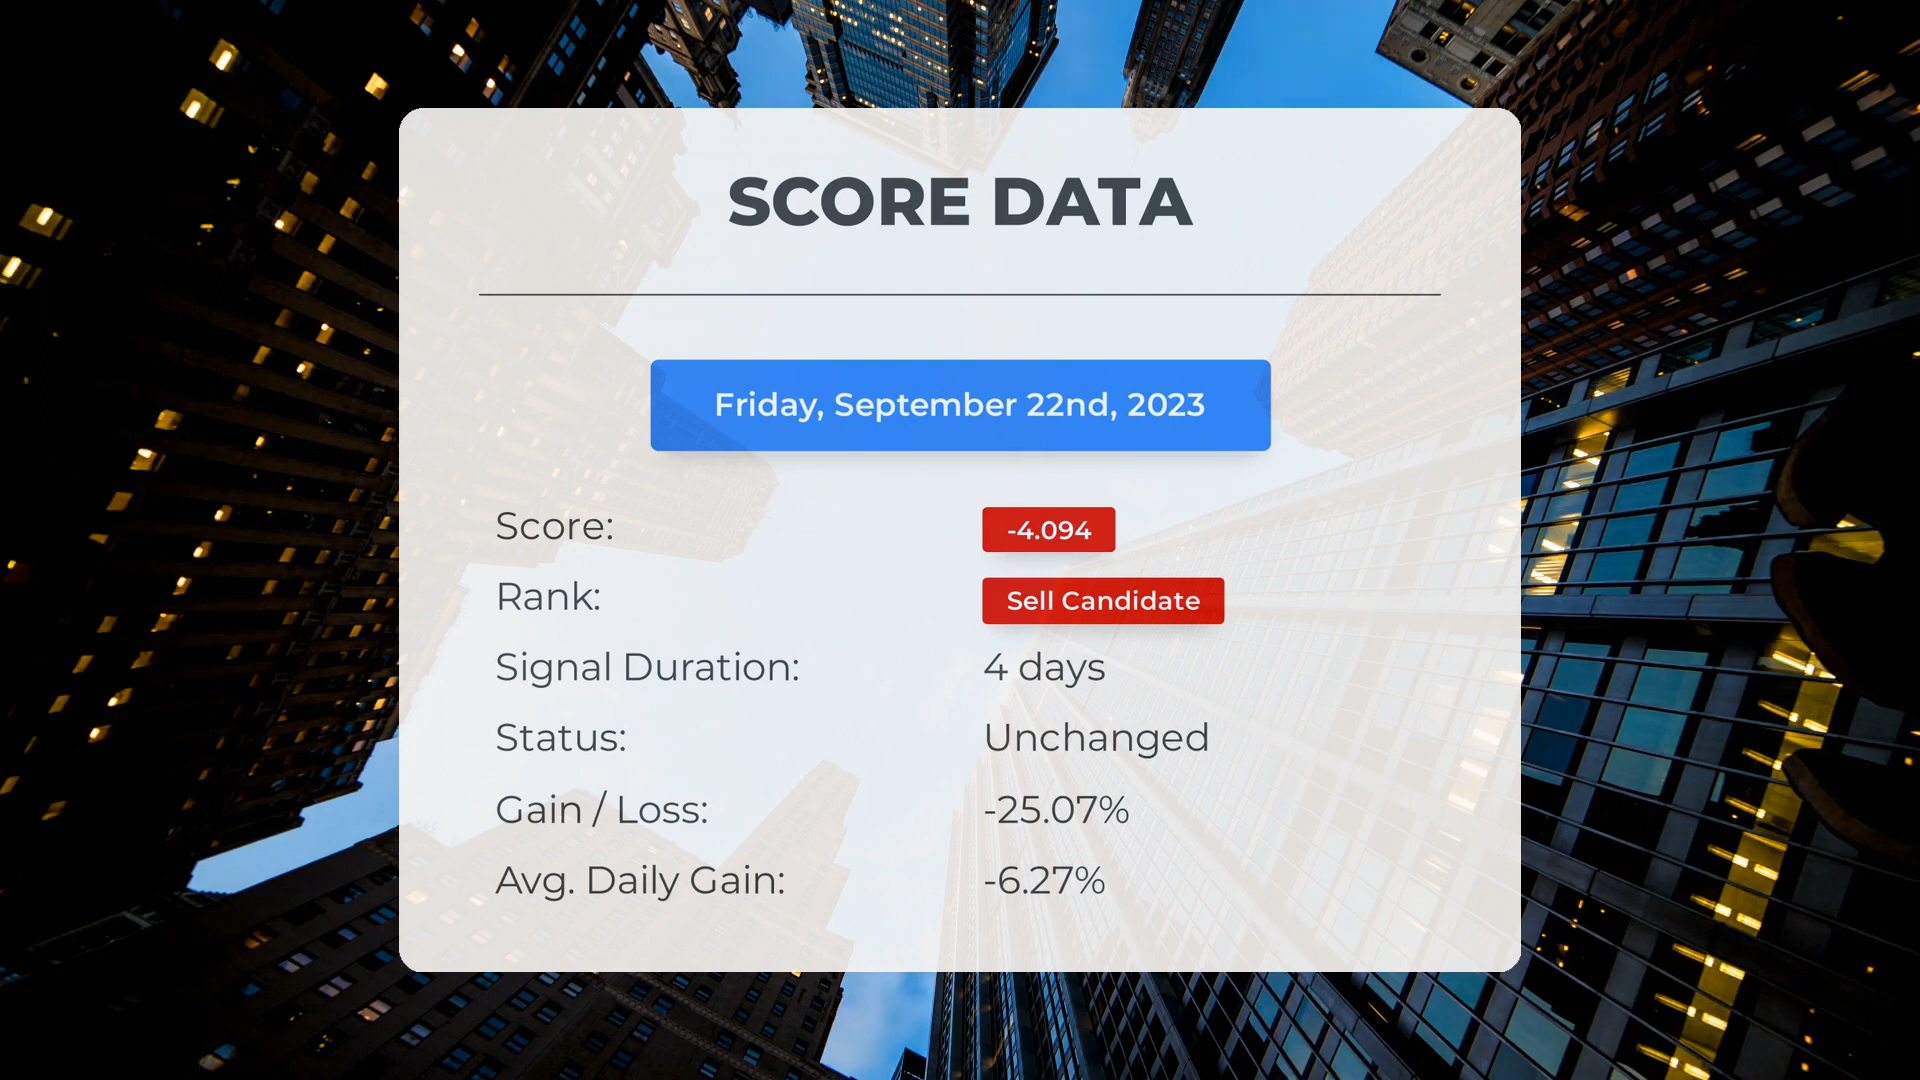 SCORE DATA
Friday, September 22nd, 2023
Score: -4.094
Rank: Sell Candidate
Signal Duration: 4 days
Status: Unchanged
Gain / Loss: -25.07%
Avg. Daily Gain: -6.27%